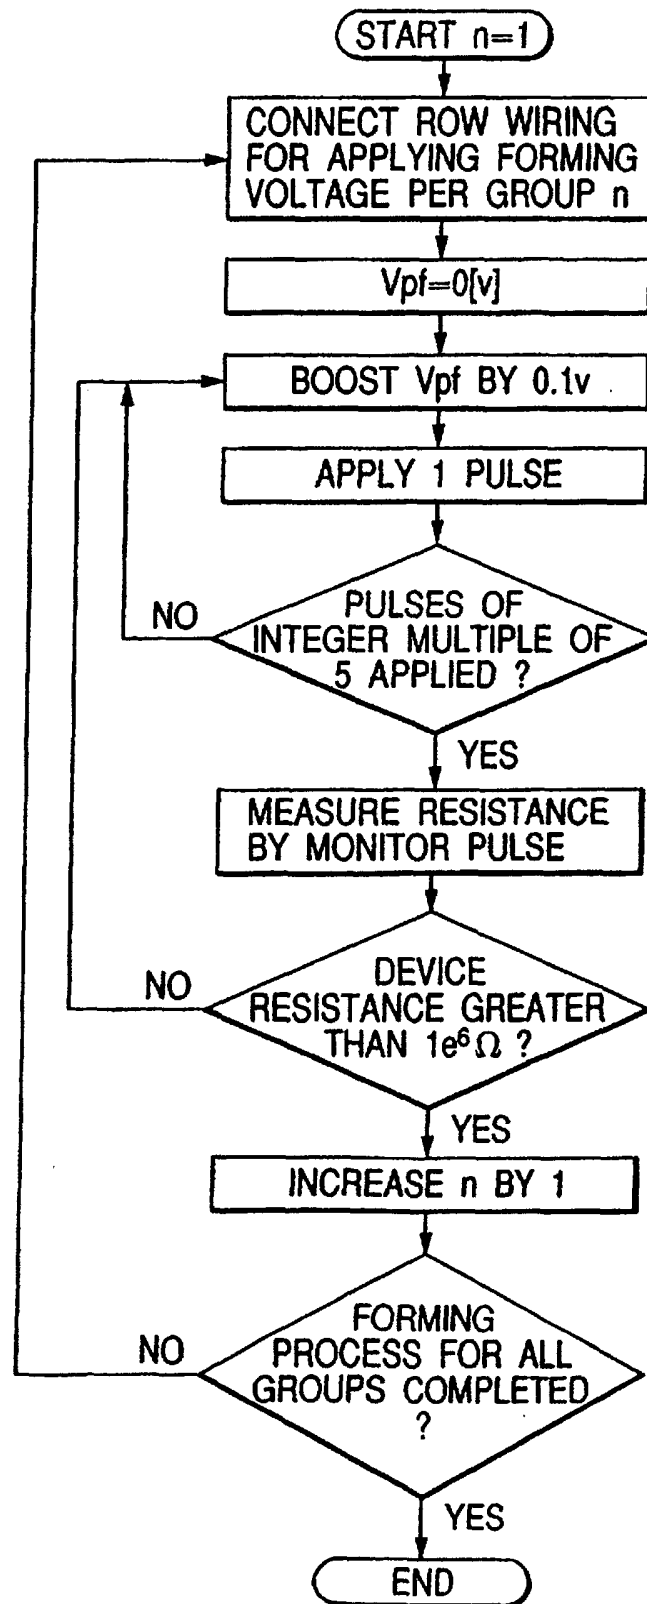 START n=1
CONNECT ROW WIRING
FOR APPLYING FORMING
VOLTAGE PER GROUP n
Vpf=0[v]
BOOST Vpf BY 0.1v
APPLY 1 PULSE
PULSES OF
INTEGER MULTIPLE OF
5 APPLIED ?
NO
YES
MEASURE RESISTANCE
BY MONITOR PULSE
DEVICE
RESISTANCE GREATER
THAN 1e⁶Ω ?
NO
YES
INCREASE n BY 1
FORMING
PROCESS FOR ALL
GROUPS COMPLETED
?
NO
YES
END